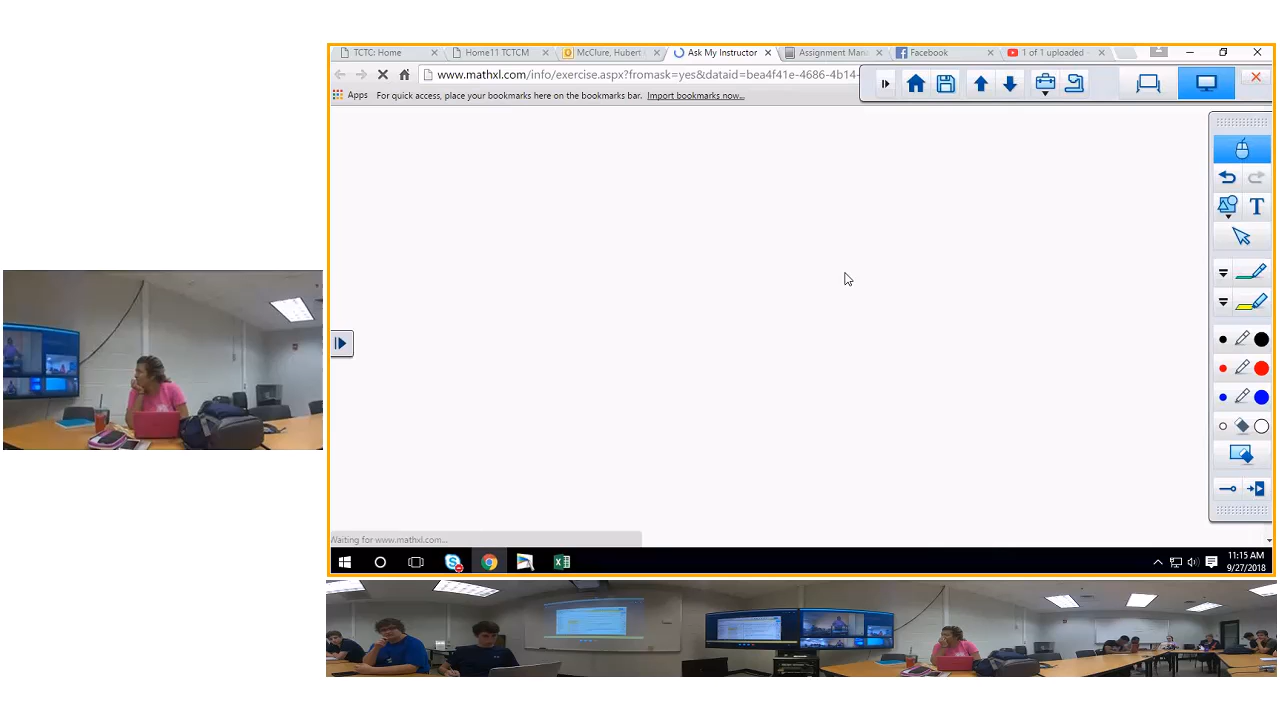 TCTC: Home
Home11 TCTCM
McClure, Hubert
Ask My Instructor
Assignment Man
Facebook
1 of 1 uploaded -
www.mathxl.com/info/exercise.aspx?fromask=yes&dataid=bea4f41e-4686-4b14-
Apps
For quick access, place your bookmarks here on the bookmarks bar.
Import bookmarks now...
T
Waiting for www.mathxl.com...
11:15 AM
9/27/2018